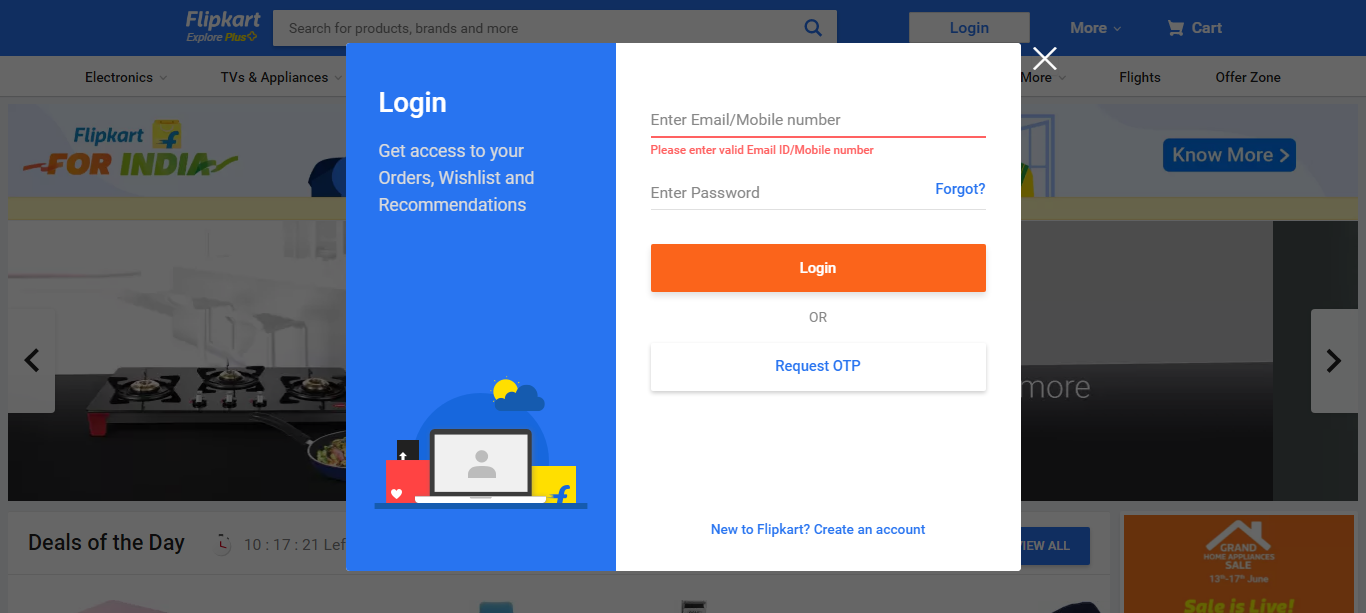 Flipkart
Explore Plus
Search for products, brands and more
Login
More
Cart
Electronics
TVs & Appliances
More
Flights
Offer Zone
Flipkart
FOR INDIA
Know More
Login
Get access to your
Orders, Wishlist and
Recommendations
Enter Email/Mobile number
Please enter valid Email ID/Mobile number
Enter Password
Forgot?
Login
OR
Request OTP
New to Flipkart? Create an account
more
Deals of the Day
10 : 17 : 21 Lef
VIEW ALL
GRAND
HOME APPLIANCES
SALE
13th-17th June
Sale is Live!